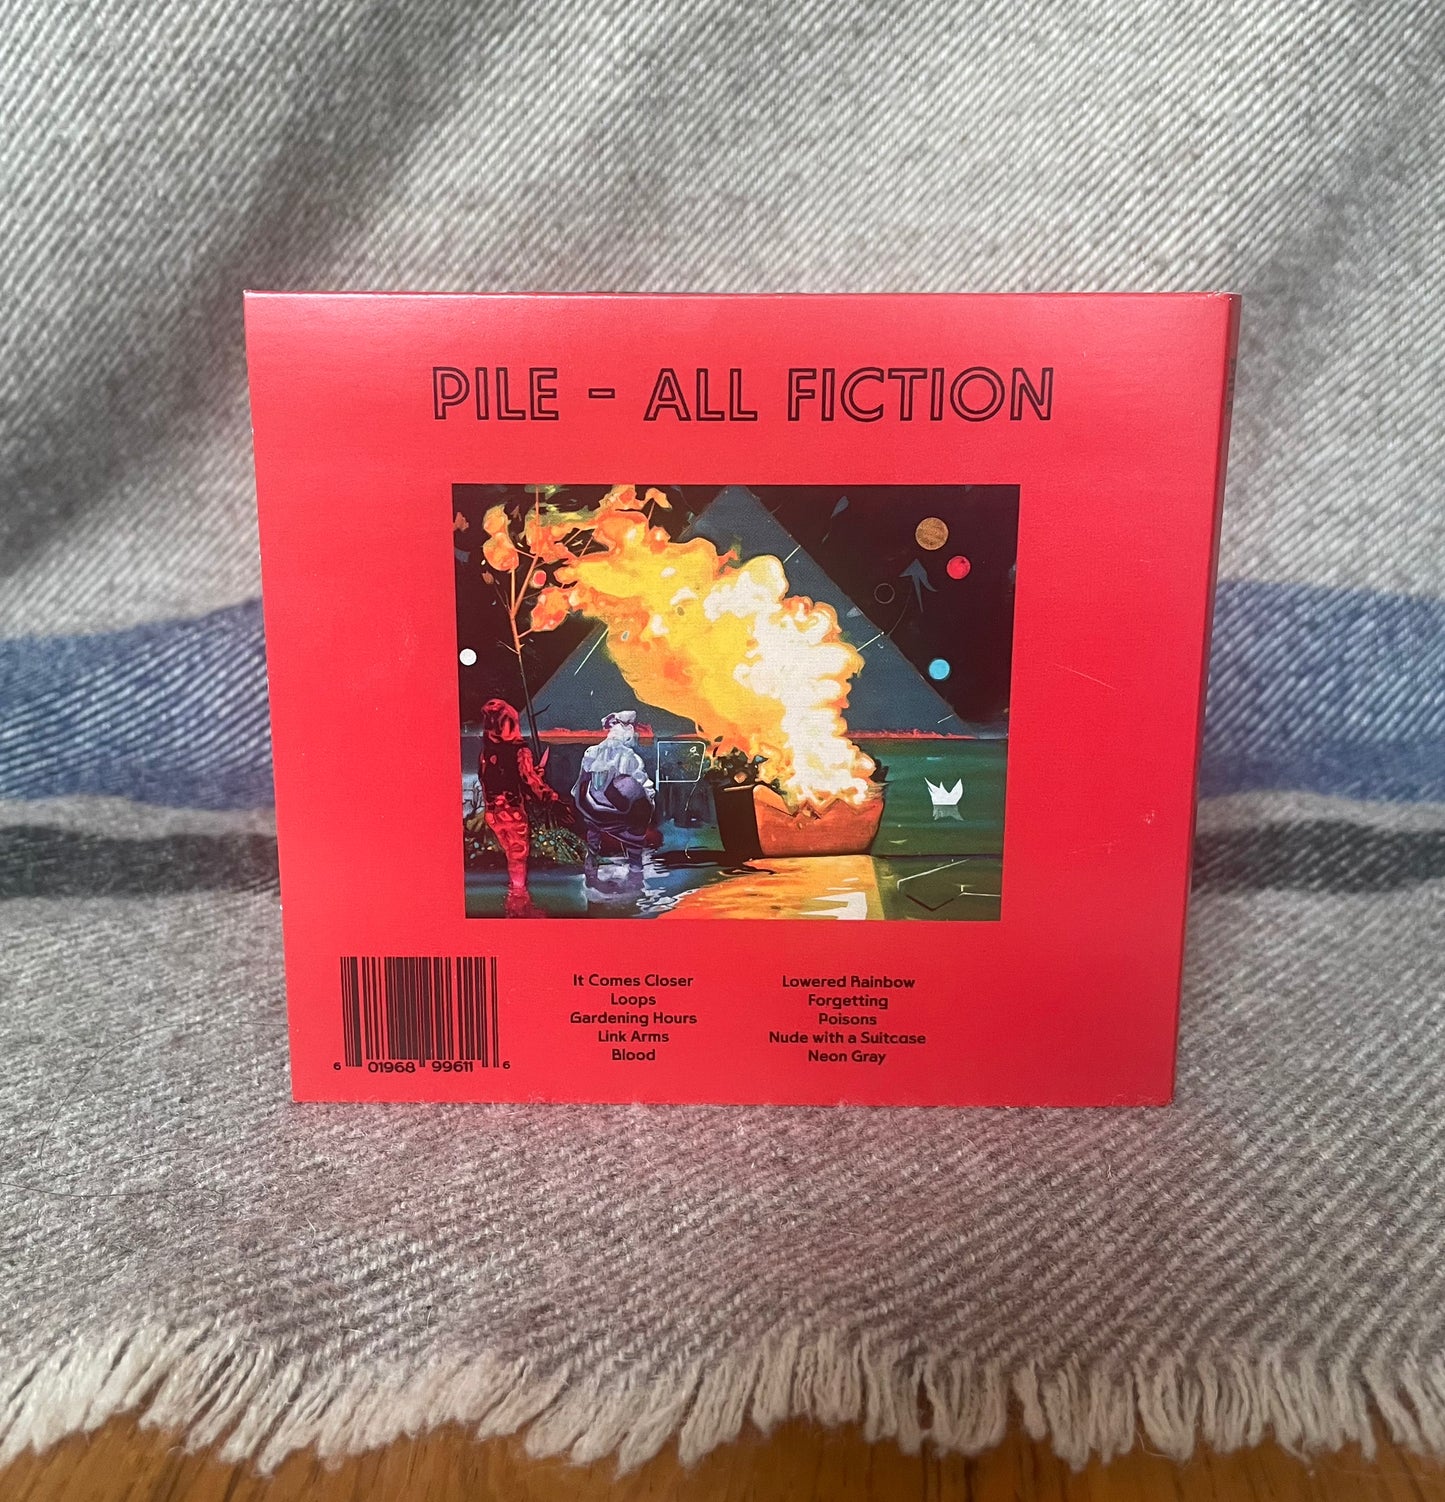 PILE - ALL FICTION
It Comes Closer
Loops
Gardening Hours
Link Arms
Blood
Lowered Rainbow
Forgetting
Poisons
Nude with a Suitcase
Neon Gray
6 01968 99611 6